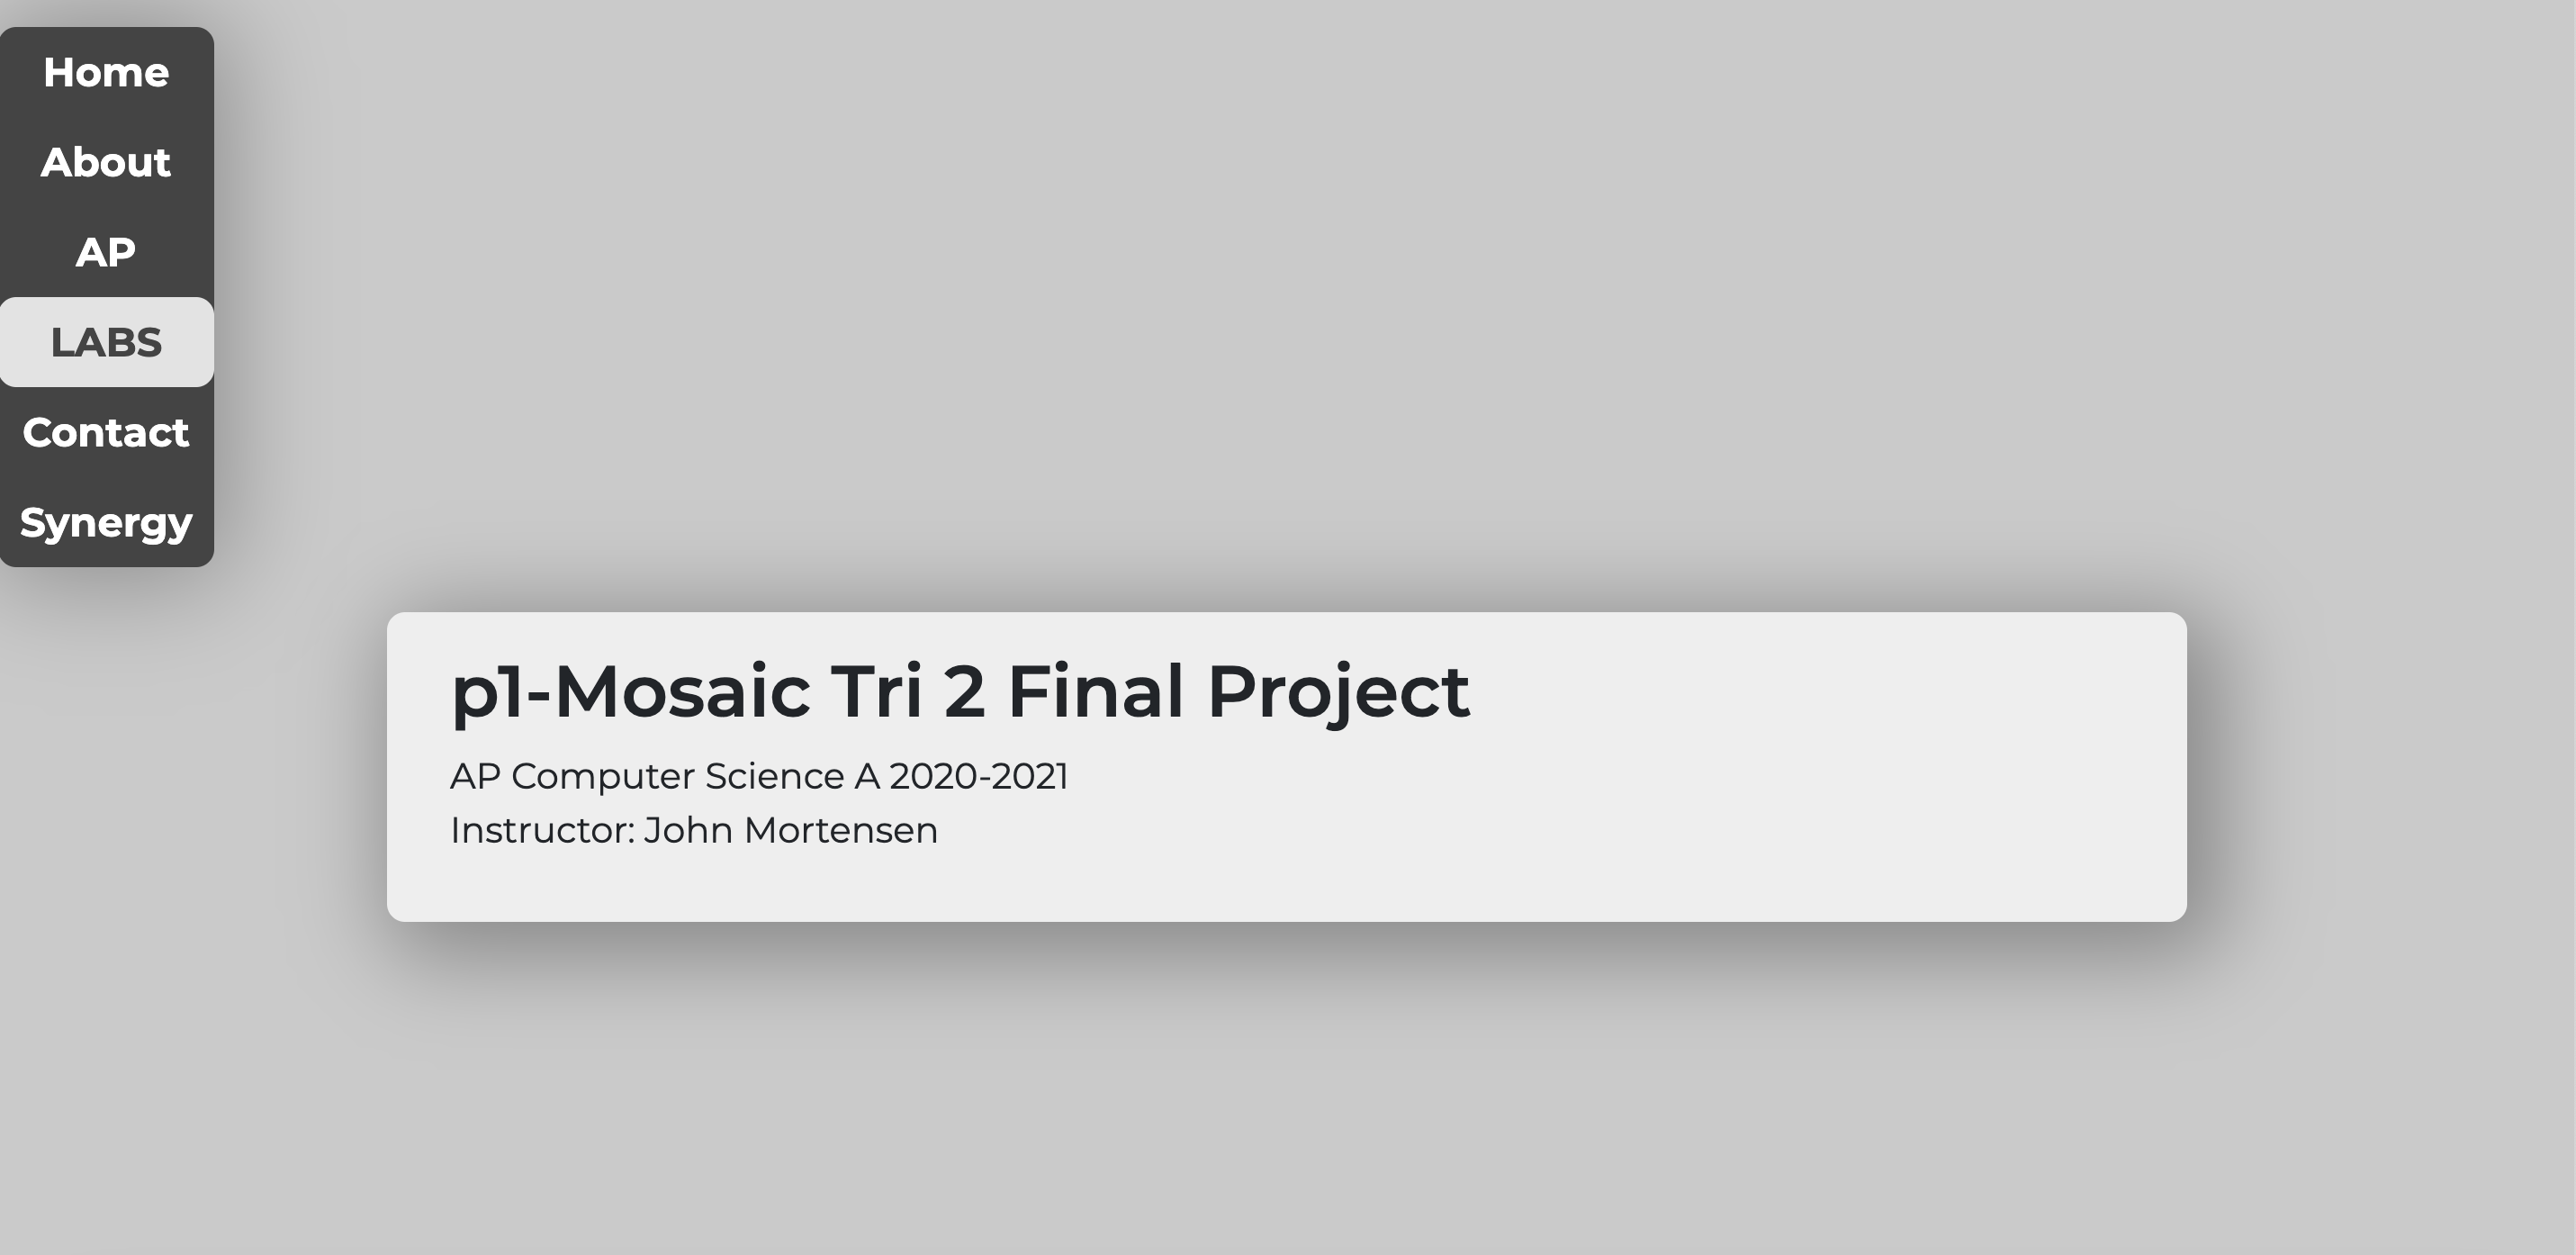 Home
About
AP
LABS
Contact
Synergy
p1-Mosaic Tri 2 Final Project
AP Computer Science A 2020-2021
Instructor: John Mortensen